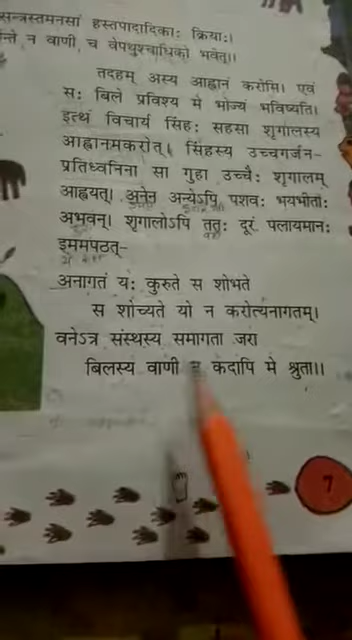 सन्त्रस्तमनसां हस्तपादादिकाः क्रियाः।
न वाणी च वेपथुश्चाधिको भवेत्।।
तदहम् अस्य आह्वानं करोमि। एवं
सः बिले प्रविश्य मे भोज्यं भविष्यति।
इत्थं विचार्य सिंहः सहसा शृगालस्य
आह्वानमकरोत्। सिंहस्य उच्चगर्जन-
प्रतिध्वनिना सा गुहा उच्चैः शृगालम्
आह्वयत्। अनेन अन्येऽपि पशवः भयभीताः
अभवन्। शृगालोऽपि ततः दूरं पलायमानः
इममपठत्-
अनागतं यः कुरुते स शोभते
स शोच्यते यो न करोत्यनागतम्।
वनेऽत्र संस्थस्य समागता जरा
बिलस्य वाणी न कदापि मे श्रुता।।
7